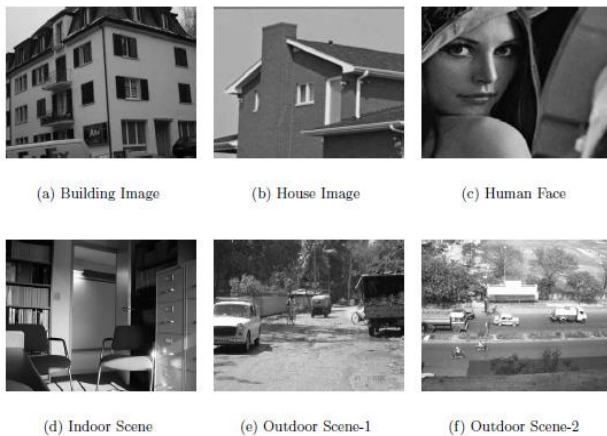 (a) Building Image
(b) House Image
(c) Human Face
(d) Indoor Scene
(e) Outdoor Scene-1
(f) Outdoor Scene-2